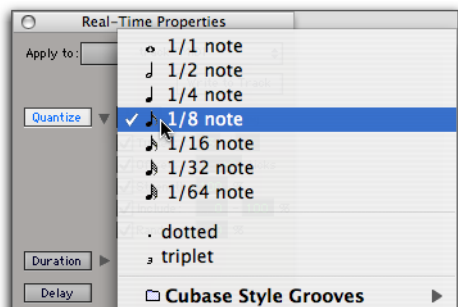 Real-Time Properties
Apply to:
1/1 note
1/2 note
1/4 note
Quantize
1/8 note
1/16 note
1/32 note
1/64 note
. dotted
3 triplet
Duration
Delay
Cubase Style Grooves